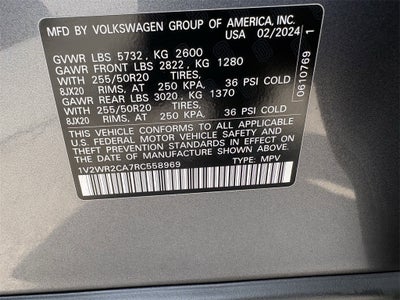 MFD BY VOLKSWAGEN GROUP OF AMERICA, INC.
USA 02/2024
GVWR LBS 5732, KG 2600
GAWR FRONT LBS 2822, KG 1280
WITH 255/50R20 TIRES,
8JX20 RIMS, AT 250 KPA, 36 PSI COLD
GAWR REAR LBS 3020, KG 1370
WITH 255/50R20 TIRES,
8JX20 RIMS, AT 250 KPA, 36 PSI COLD
THIS VEHICLE CONFORMS TO ALL APPLICABLE
U.S. FEDERAL MOTOR VEHICLE SAFETY AND
THEFT PREVENTION STANDARDS IN EFFECT ON
THE DATE OF MANUFACTURE SHOWN ABOVE.
1V2WR2CA7RC558969 TYPE: MPV
0610769 1